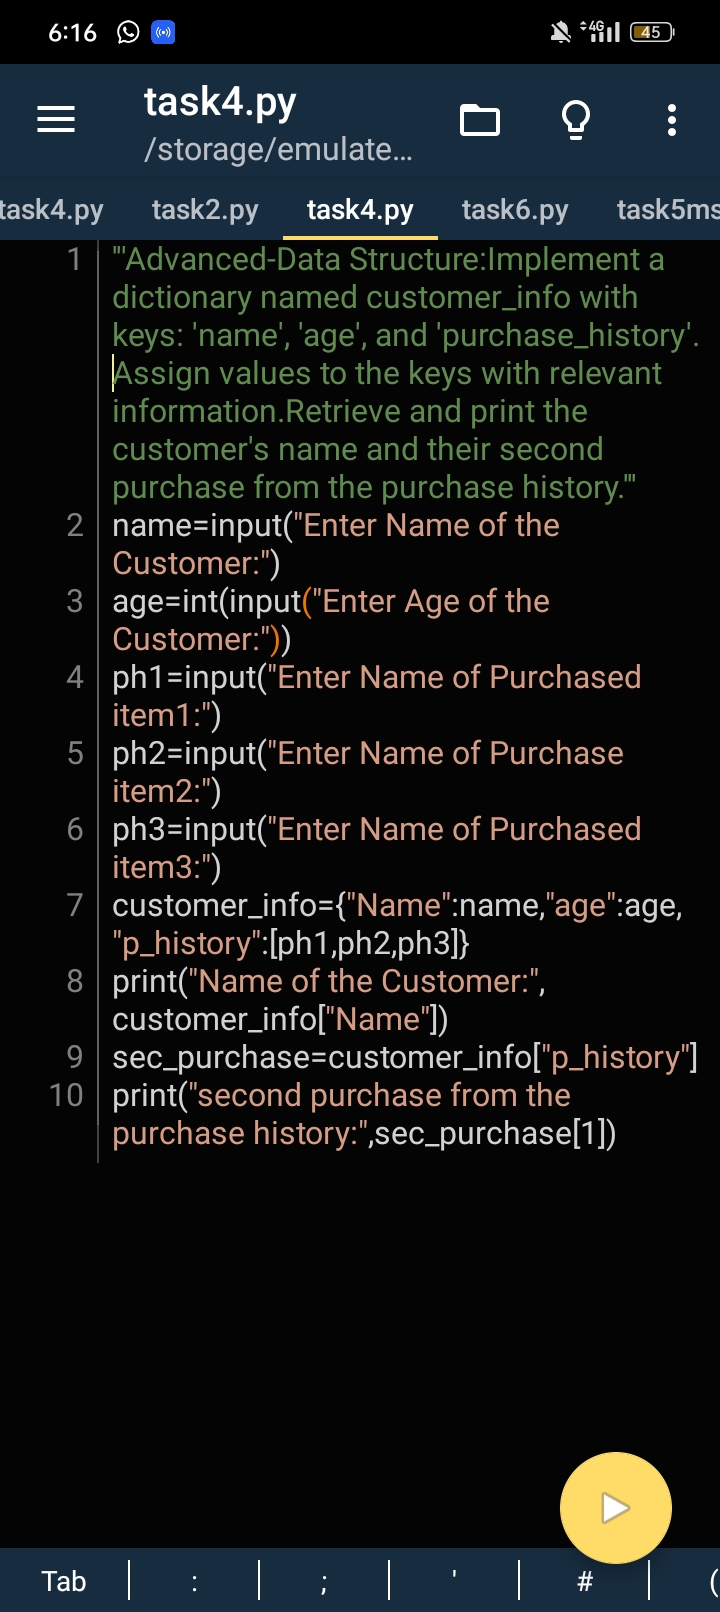 6:16
4G
45
task4.py
/storage/emulate...
task4.py
task2.py
task4.py
task6.py
task5ms
1
'''Advanced-Data Structure:Implement a
dictionary named customer_info with
keys: 'name', 'age', and 'purchase_history'.
Assign values to the keys with relevant
information.Retrieve and print the
customer's name and their second
purchase from the purchase history.'''
2 name=input("Enter Name of the
Customer:")
3 age=int(input("Enter Age of the
Customer:"))
4 ph1=input("Enter Name of Purchased
item1:")
5 ph2=input("Enter Name of Purchase
item2:")
6 ph3=input("Enter Name of Purchased
item3:")
7 customer_info={"Name":name,"age":age,
"p_history":[ph1,ph2,ph3]}
8 print("Name of the Customer:",
customer_info["Name"])
9 sec_purchase=customer_info["p_history"]
10 print("second purchase from the
purchase history:",sec_purchase[1])
Tab : ; ' # (